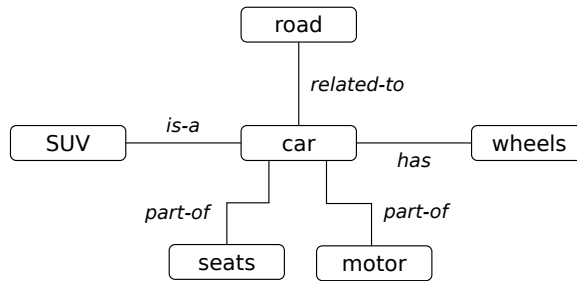 road
related-to
is-a
SUV
car
wheels
has
part-of
part-of
seats
motor